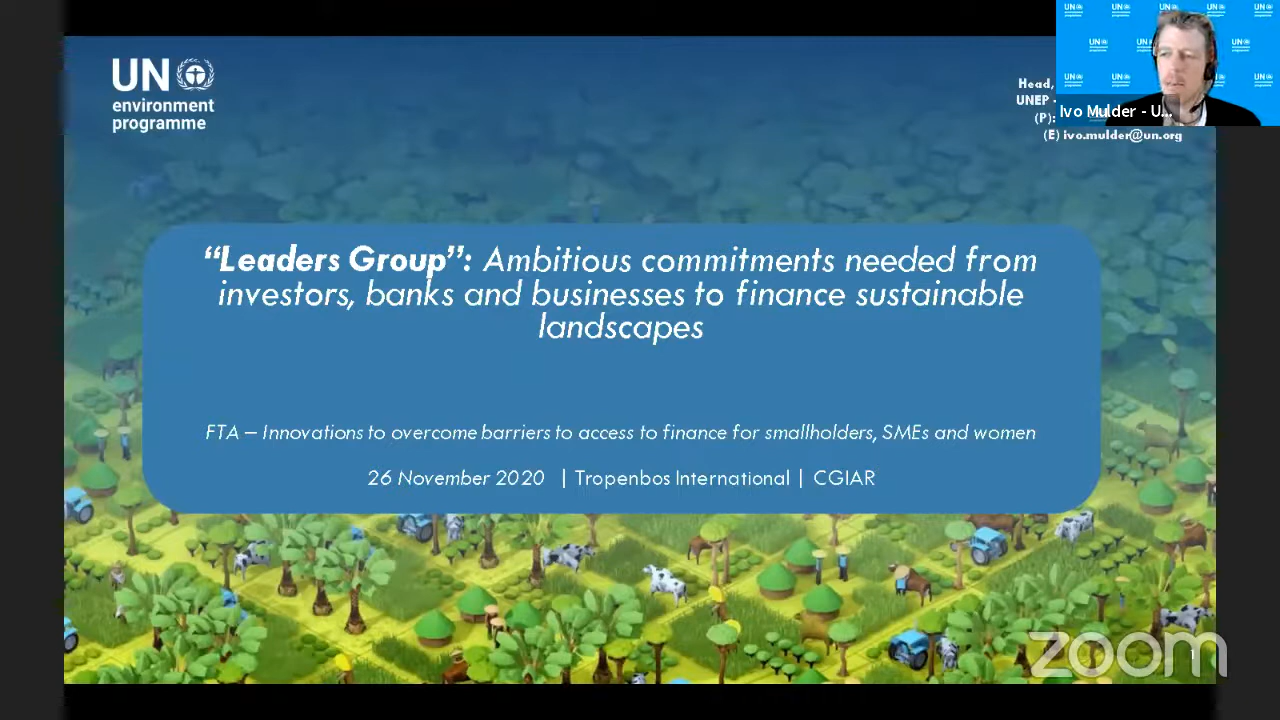 UN
environment
programme
Head,
UNEP -
(P):
(E) ivo.mulder@un.org
Ivo Mulder - U...
“Leaders Group”: Ambitious commitments needed from
investors, banks and businesses to finance sustainable
landscapes
FTA – Innovations to overcome barriers to access to finance for smallholders, SMEs and women
26 November 2020 | Tropenbos International | CGIAR
zoom
1